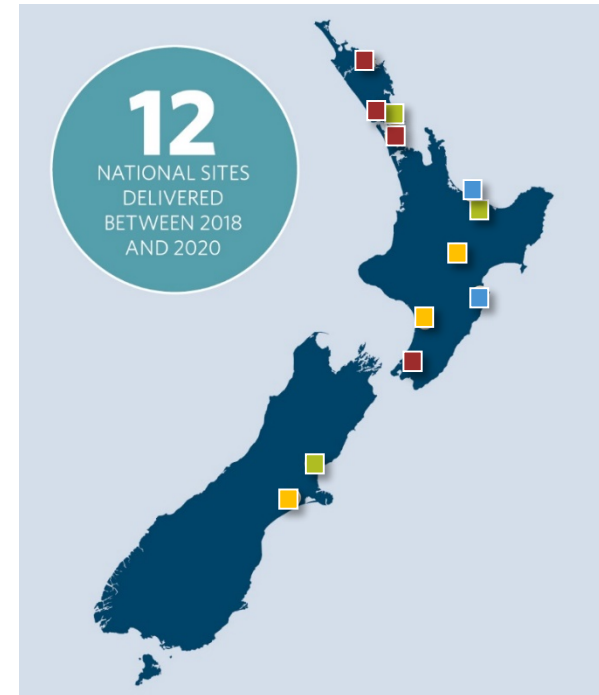 12
NATIONAL SITES
DELIVERED
BETWEEN 2018
AND 2020